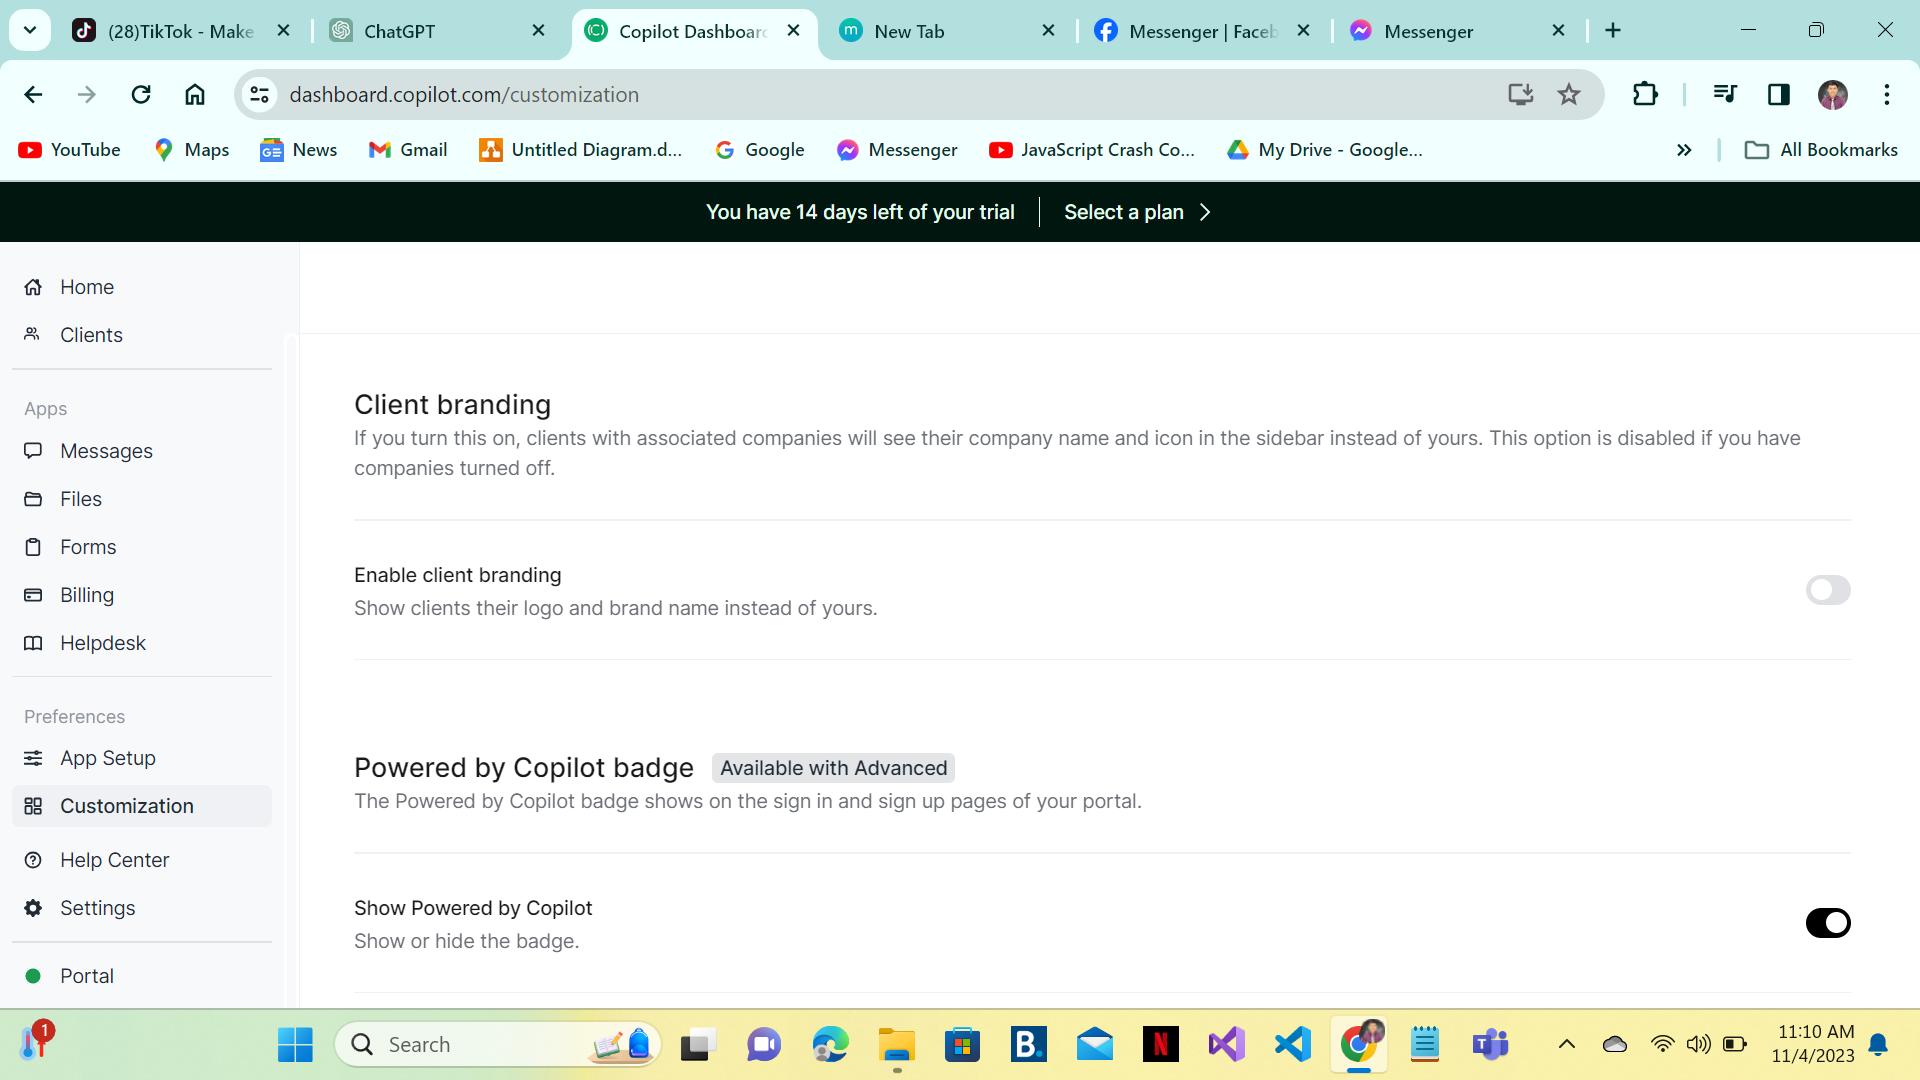 (28)TikTok - Make
ChatGPT
Copilot Dashboard
New Tab
Messenger | Faceb
Messenger
dashboard.copilot.com/customization
YouTube
Maps
News
Gmail
Untitled Diagram.d...
Google
Messenger
JavaScript Crash Co...
My Drive - Google...
All Bookmarks
You have 14 days left of your trial
Select a plan
Home
Clients
Apps
Messages
Files
Forms
Billing
Helpdesk
Preferences
App Setup
Customization
Help Center
Settings
Portal
Client branding
If you turn this on, clients with associated companies will see their company name and icon in the sidebar instead of yours. This option is disabled if you have
companies turned off.
Enable client branding
Show clients their logo and brand name instead of yours.
Powered by Copilot badge
Available with Advanced
The Powered by Copilot badge shows on the sign in and sign up pages of your portal.
Show Powered by Copilot
Show or hide the badge.
1
Search
11:10 AM
11/4/2023